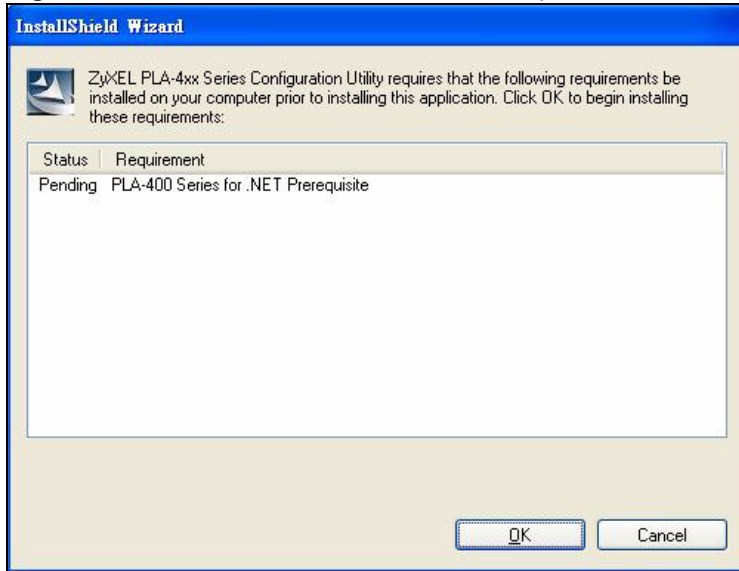 InstallShield Wizard
ZyXEL PLA-4xx Series Configuration Utility requires that the following requirements be
installed on your computer prior to installing this application. Click OK to begin installing
these requirements:
Status Requirement
Pending PLA-400 Series for .NET Prerequisite
OK Cancel